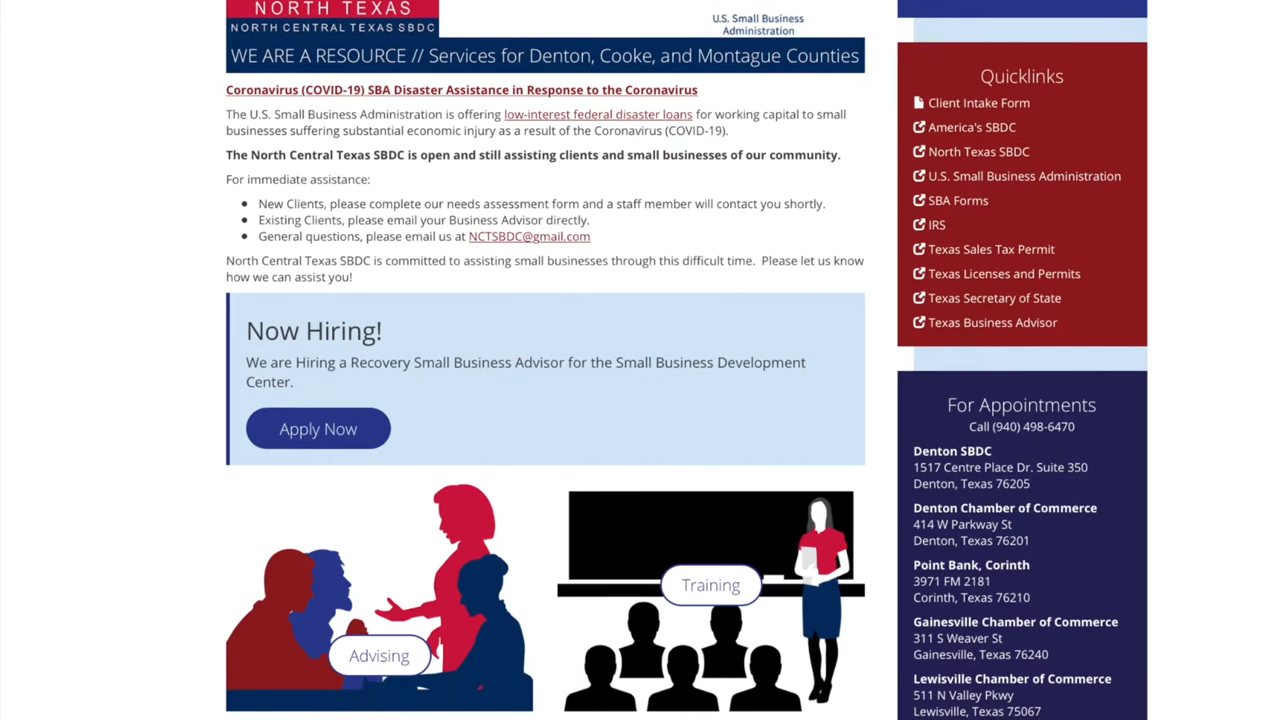 NORTH TEXAS
NORTH CENTRAL TEXAS SBDC
U.S. Small Business
Administration
WE ARE A RESOURCE // Services for Denton, Cooke, and Montague Counties
Coronavirus (COVID-19) SBA Disaster Assistance in Response to the Coronavirus
The U.S. Small Business Administration is offering low-interest federal disaster loans for working capital to small
businesses suffering substantial economic injury as a result of the Coronavirus (COVID-19).
The North Central Texas SBDC is open and still assisting clients and small businesses of our community.
For immediate assistance:
New Clients, please complete our needs assessment form and a staff member will contact you shortly.
Existing Clients, please email your Business Advisor directly.
General questions, please email us at NCTSBDC@gmail.com
North Central Texas SBDC is committed to assisting small businesses through this difficult time. Please let us know
how we can assist you!
Now Hiring!
We are Hiring a Recovery Small Business Advisor for the Small Business Development
Center.
Apply Now
Advising
Training
Quicklinks
Client Intake Form
America's SBDC
North Texas SBDC
U.S. Small Business Administration
SBA Forms
IRS
Texas Sales Tax Permit
Texas Licenses and Permits
Texas Secretary of State
Texas Business Advisor
For Appointments
Call (940) 498-6470
Denton SBDC
1517 Centre Place Dr. Suite 350
Denton, Texas 76205
Denton Chamber of Commerce
414 W Parkway St
Denton, Texas 76201
Point Bank, Corinth
3971 FM 2181
Corinth, Texas 76210
Gainesville Chamber of Commerce
311 S Weaver St
Gainesville, Texas 76240
Lewisville Chamber of Commerce
511 N Valley Pkwy
Lewisville, Texas 75067